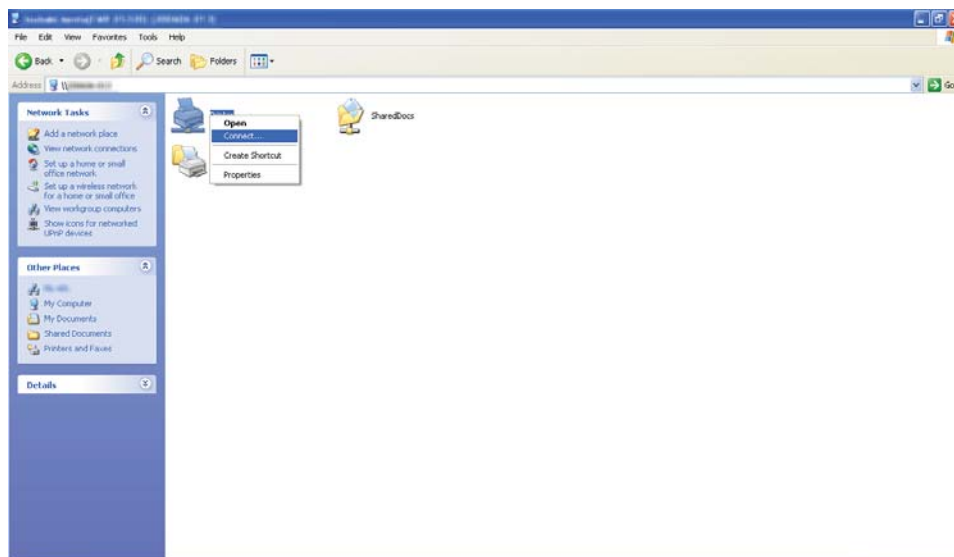 File Edit View Favorites Tools Help
Back Search Folders
Address Go
Network Tasks
Add a network place
View network connections
Set up a home or small
office network
Set up a wireless network
for a home or small office
View workgroup computers
Show icons for networked
UPnP devices
Other Places
My Computer
My Documents
Shared Documents
Printers and Faxes
Details
Open
Connect...
Create Shortcut
Properties
SharedDocs